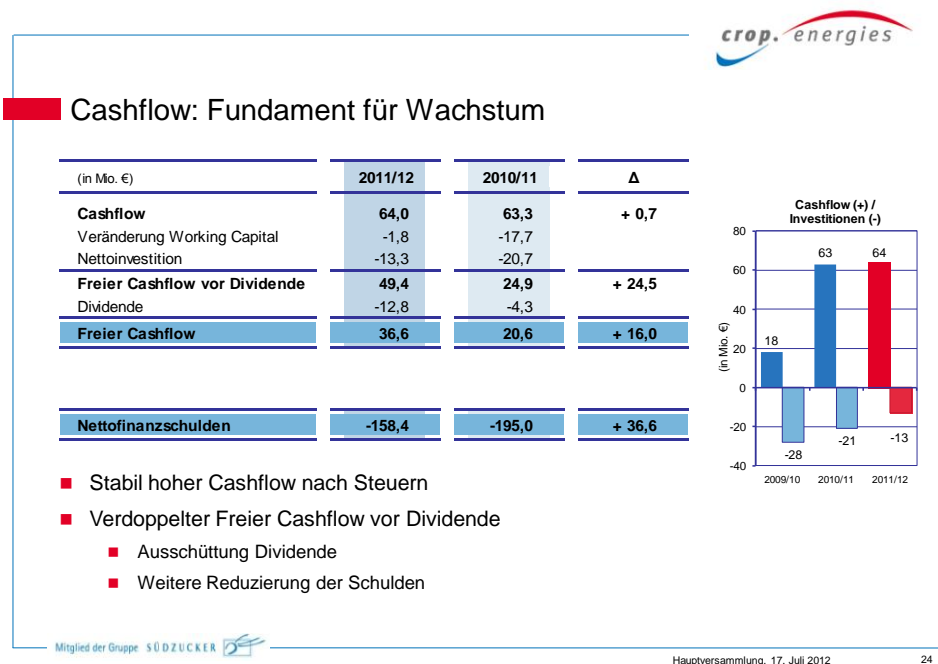 crop. energies
Cashflow: Fundament für Wachstum
(in Mio. €) 2011/12 2010/11 Δ
Cashflow 64,0 63,3 + 0,7
Veränderung Working Capital -1,8 -17,7
Nettoinvestition -13,3 -20,7
Freier Cashflow vor Dividende 49,4 24,9 + 24,5
Dividende -12,8 -4,3
Freier Cashflow 36,6 20,6 + 16,0
Nettofinanzschulden -158,4 -195,0 + 36,6
Cashflow (+) /
Investitionen (-)
(in Mio. €)
80
60
40
20
0
-20
-40
18
63
64
-28
-21
-13
2009/10 2010/11 2011/12
Stabil hoher Cashflow nach Steuern
Verdoppelter Freier Cashflow vor Dividende
Ausschüttung Dividende
Weitere Reduzierung der Schulden
Mitglied der Gruppe SÜDZUCKER
Hauptversammlung, 17. Juli 2012 24